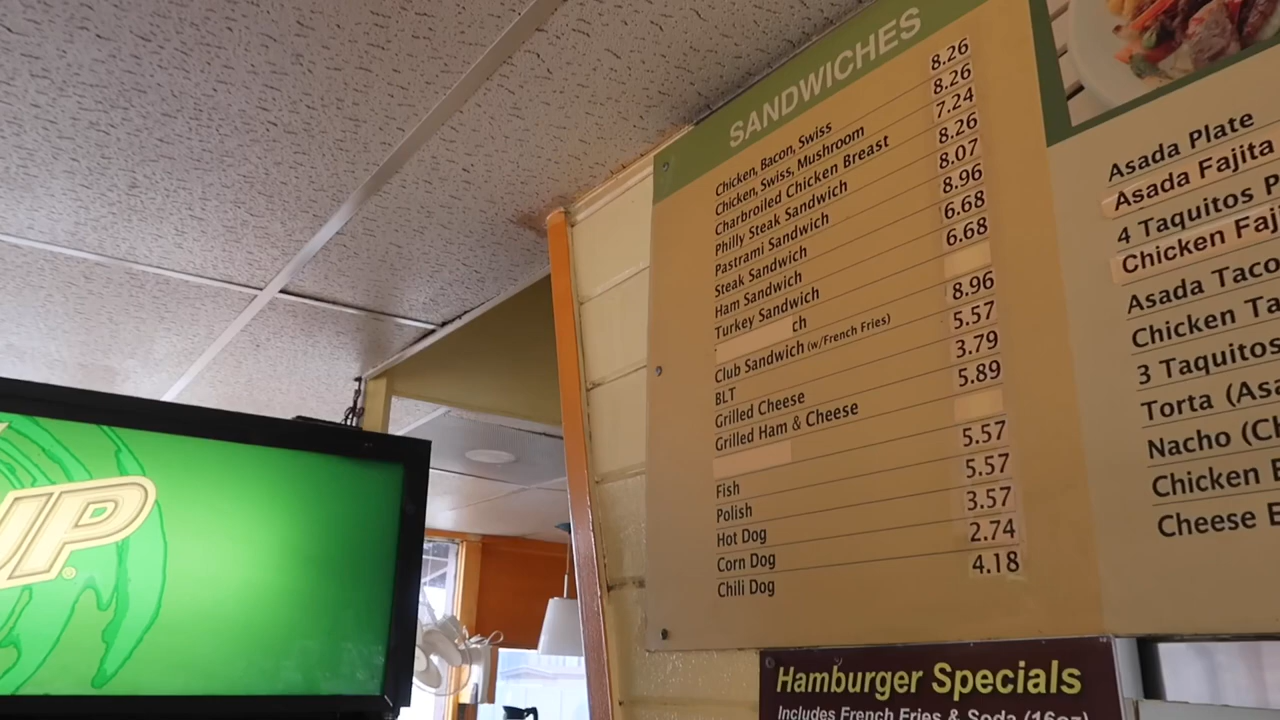 SANDWICHES
Chicken, Bacon, Swiss 8.26
Chicken, Swiss, Mushroom 8.26
Charbroiled Chicken Breast 7.24
Philly Steak Sandwich 8.26
Pastrami Sandwich 8.07
Steak Sandwich 8.96
Ham Sandwich 6.68
Turkey Sandwich 6.68
ch
Club Sandwich (w/French Fries) 8.96
BLT 5.57
Grilled Cheese 3.79
Grilled Ham & Cheese 5.89
Fish 5.57
Polish 5.57
Hot Dog 3.57
Corn Dog 2.74
Chili Dog 4.18
Asada Plate
Asada Fajita
4 Taquitos P
Chicken Faj
Asada Taco
Chicken Ta
3 Taquitos
Torta (Asa
Nacho (Ch
Chicken
Cheese
Hamburger Specials
Includes French Fries & Soda (16oz)
UP